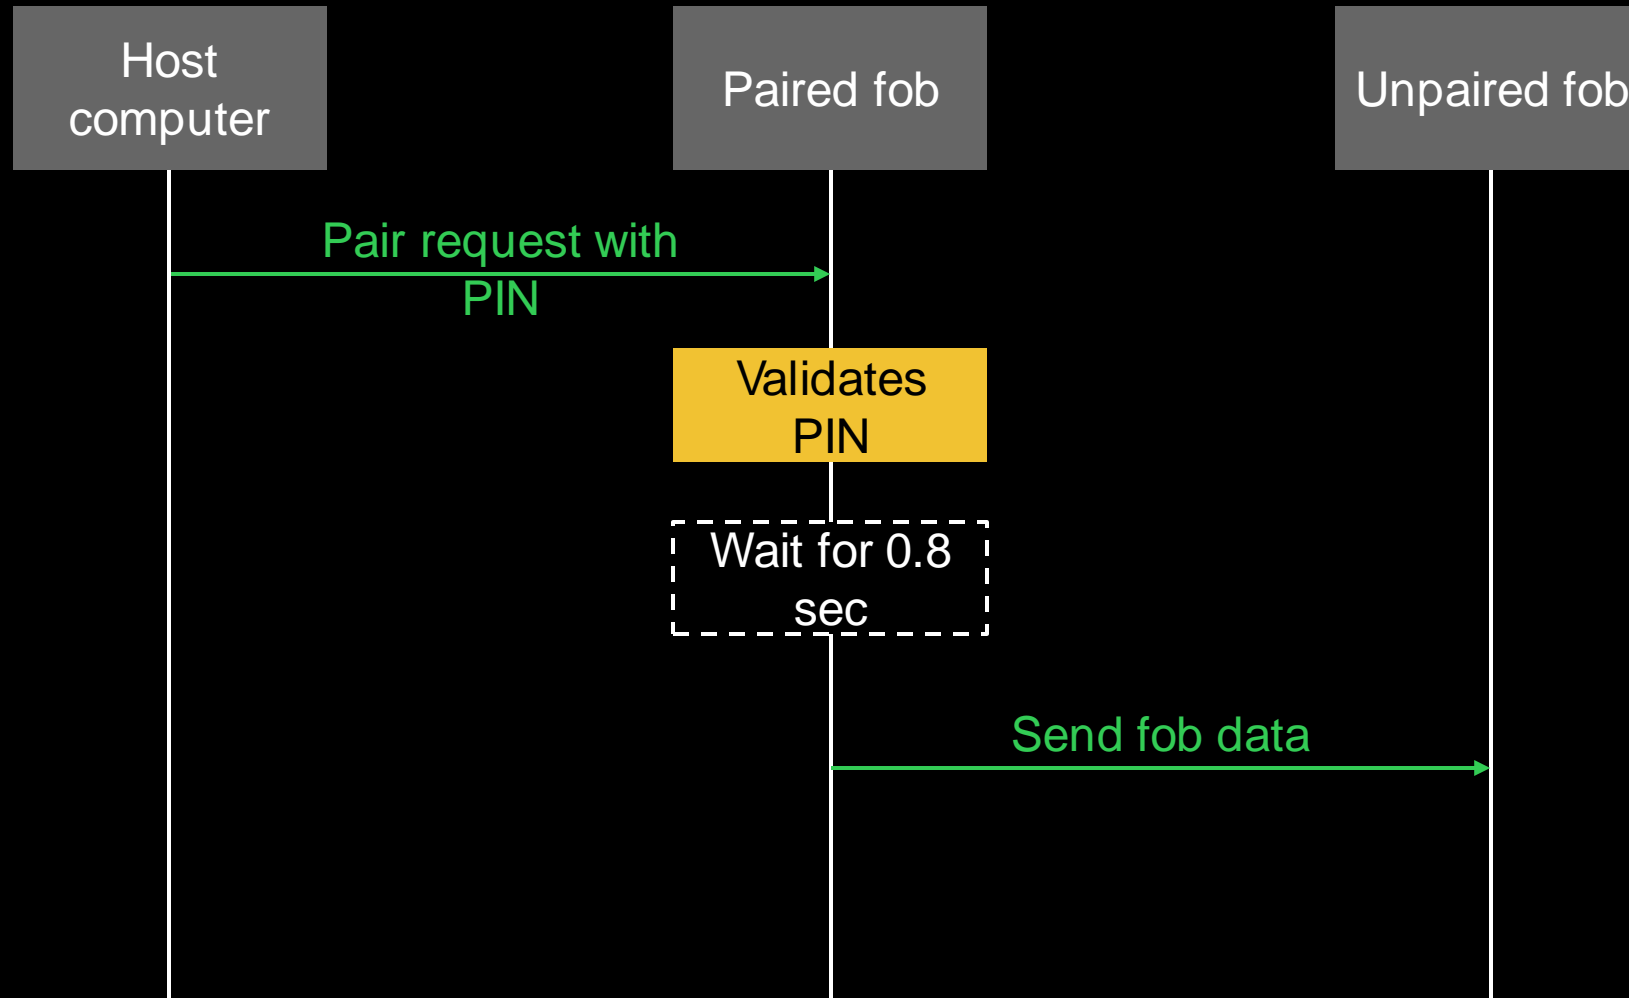 Host
computer
Paired fob
Unpaired fob
Pair request with
PIN
Validates
PIN
Wait for 0.8
sec
Send fob data